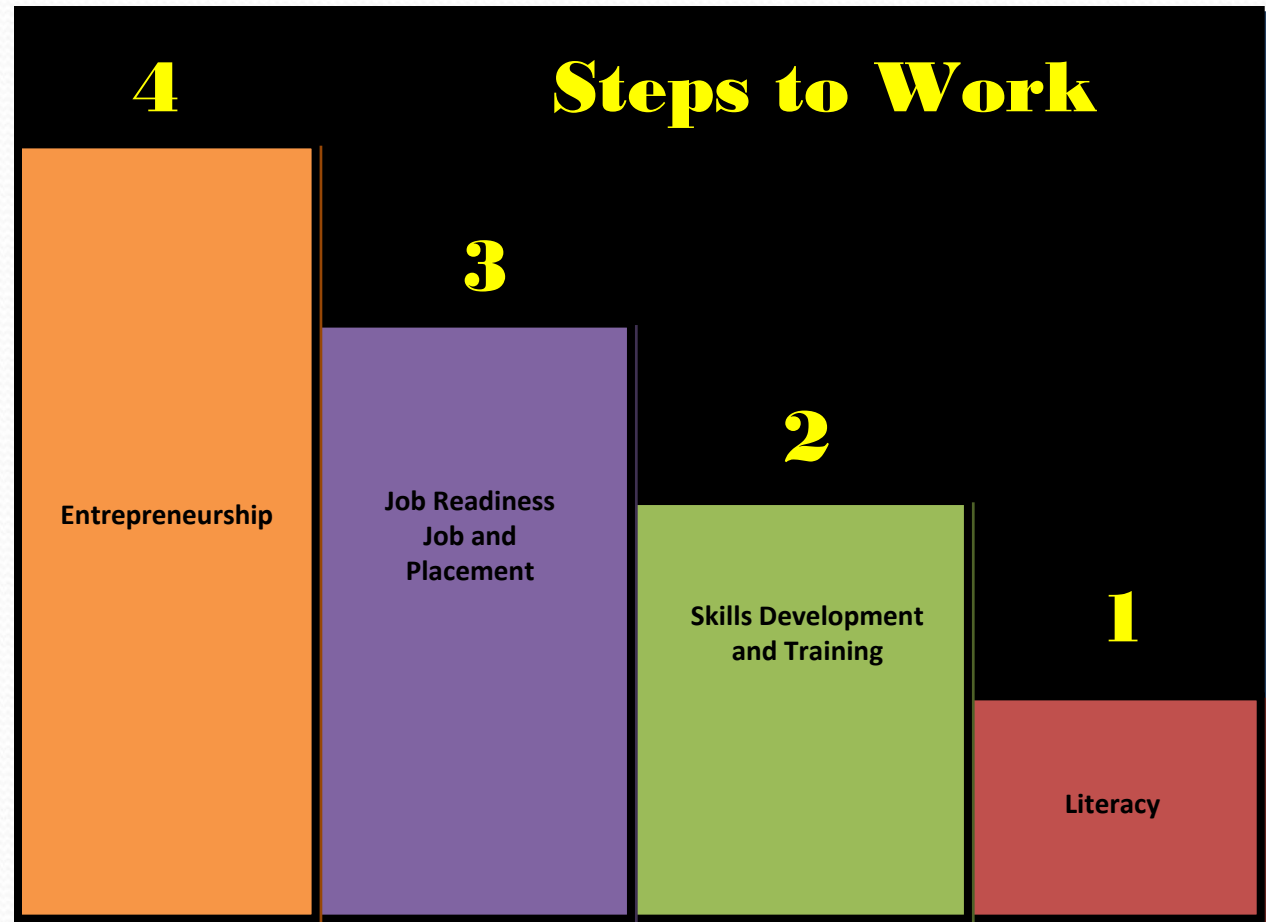 4
Steps to Work
3
2
1
Entrepreneurship
Job Readiness
Job and
Placement
Skills Development
and Training
Literacy